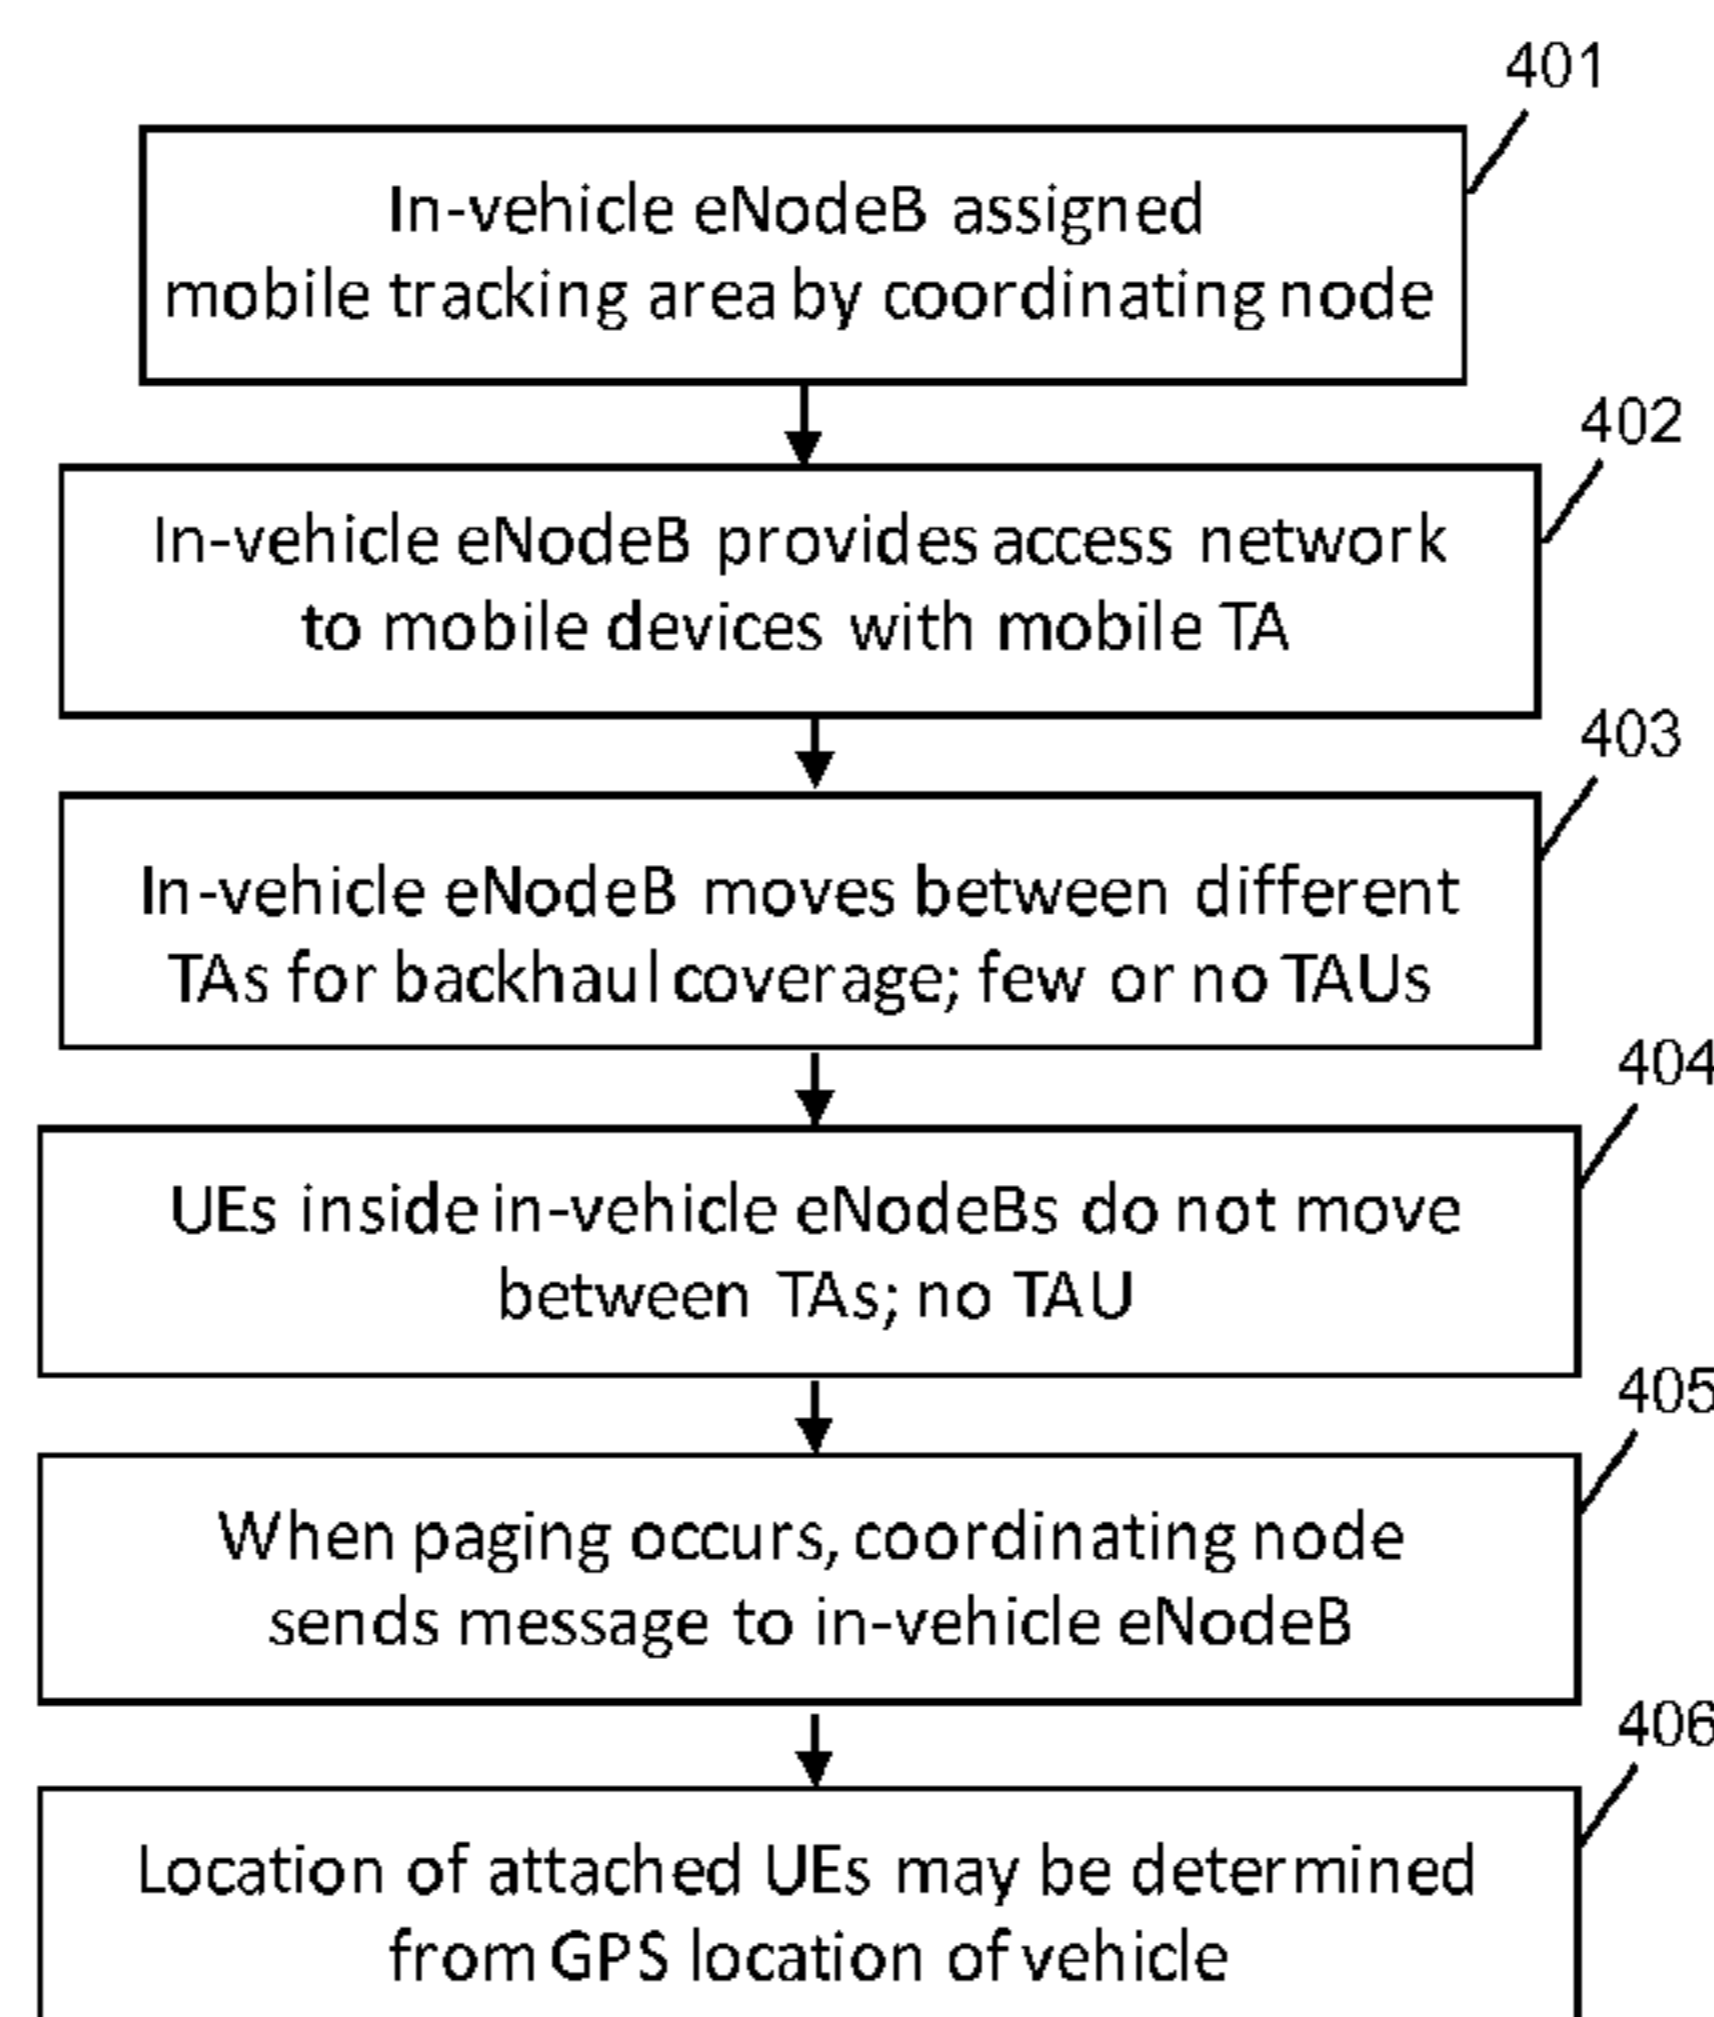 401
In-vehicle eNodeB assigned
mobile tracking area by coordinating node
402
In-vehicle eNodeB provides access network
to mobile devices with mobile TA
403
In-vehicle eNodeB moves between different
TAs for backhaul coverage; few or no TAUs
404
UEs inside in-vehicle eNodeBs do not move
between TAs; no TAU
405
When paging occurs, coordinating node
sends message to in-vehicle eNodeB
406
Location of attached UEs may be determined
from GPS location of vehicle